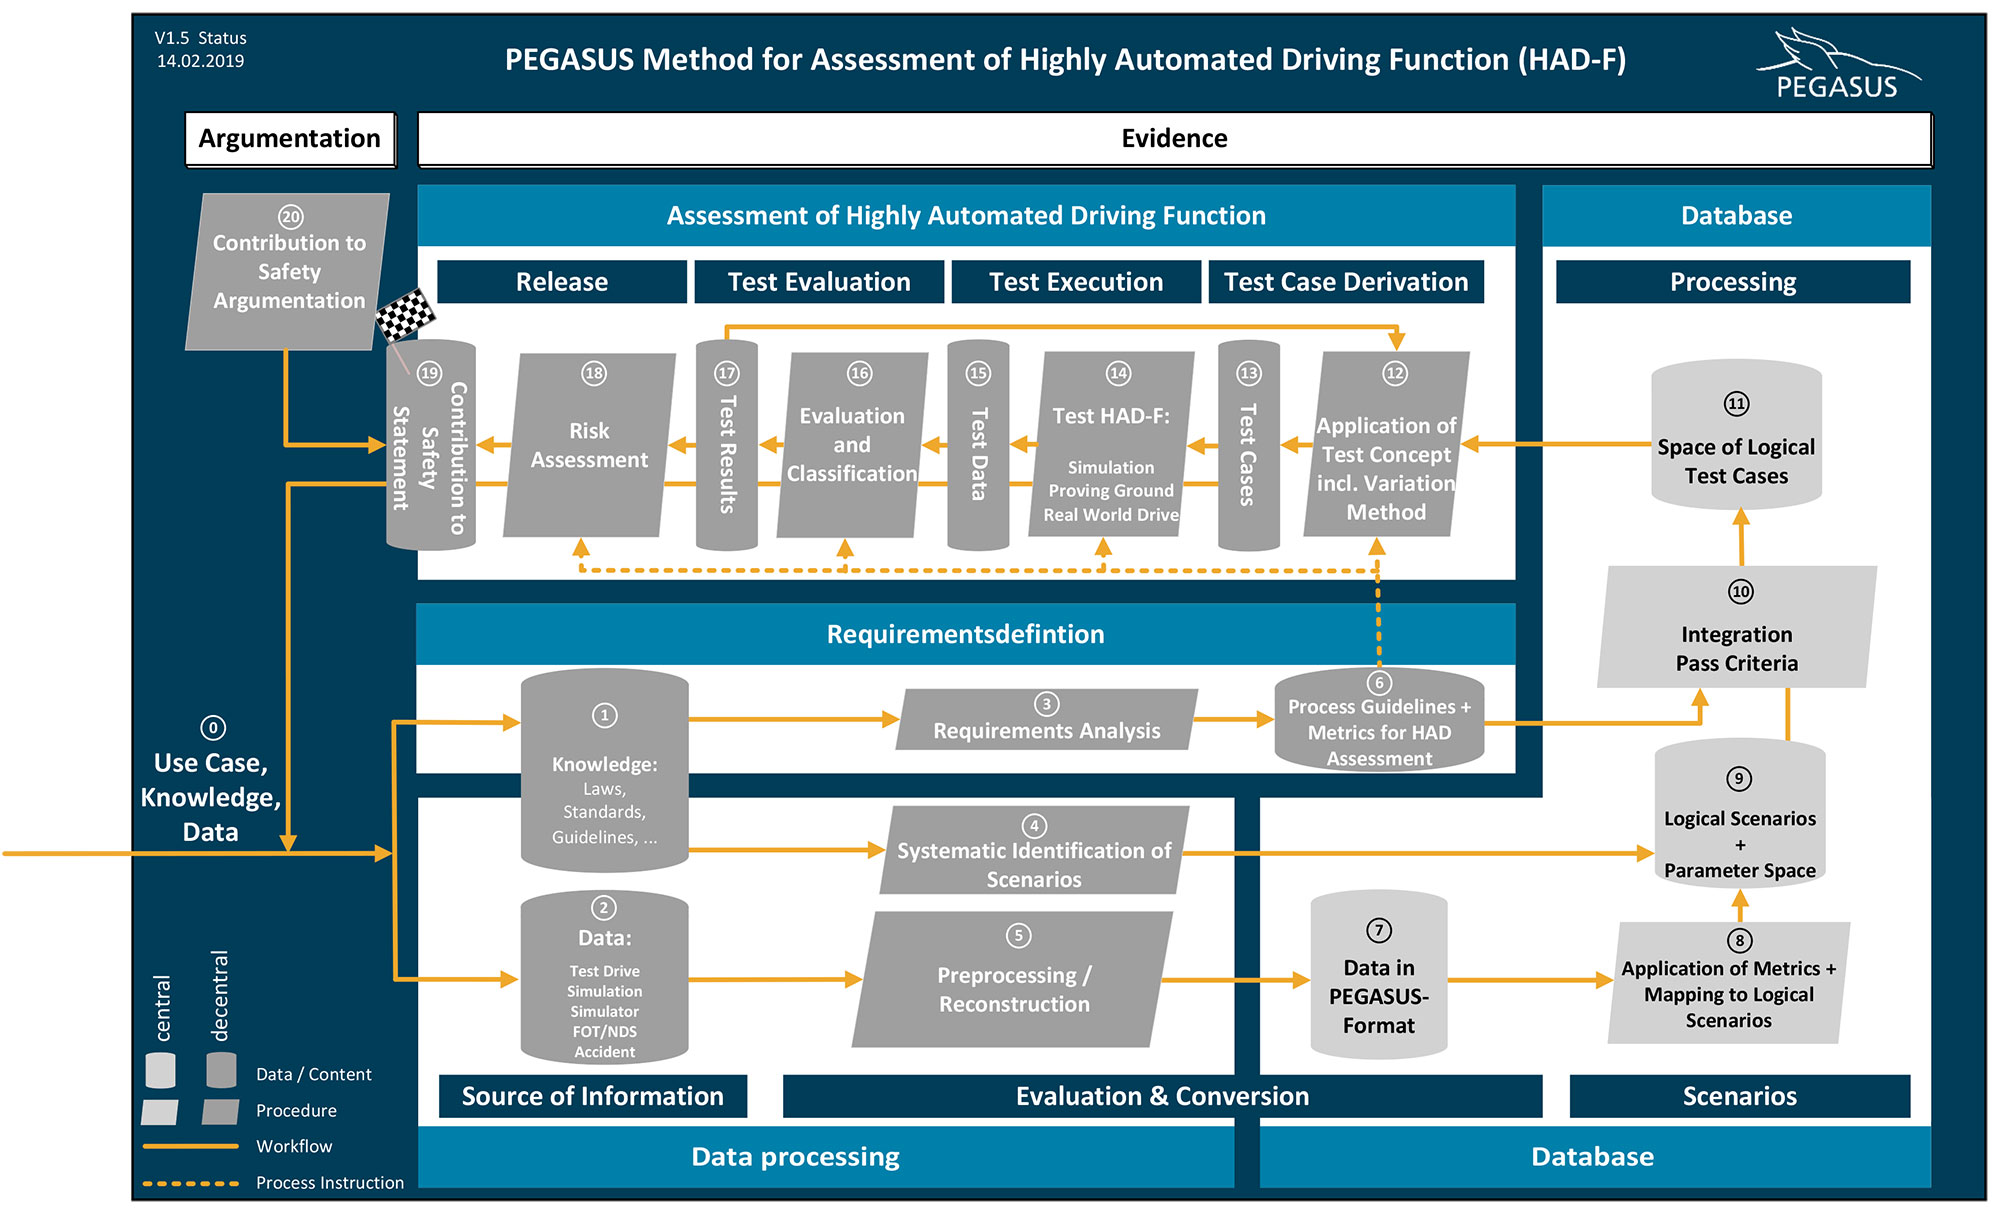 V1.5 Status
14.02.2019
PEGASUS Method for Assessment of Highly Automated Driving Function (HAD-F)
PEGASUS
Argumentation
Evidence
20
Contribution to
Safety
Argumentation
Assessment of Highly Automated Driving Function
Database
Release
Test Evaluation
Test Execution
Test Case Derivation
Processing
19
Contribution to
Safety
Statement
18
Risk
Assessment
17
Test Results
16
Evaluation
and
Classification
15
Test Data
14
Test HAD-F:
Simulation
Proving Ground
Real World Drive
13
Test Cases
12
Application of
Test Concept
incl. Variation
Method
11
Space of Logical
Test Cases
10
Integration
Pass Criteria
Requirementsdefintion
0
Use Case,
Knowledge,
Data
1
Knowledge:
Laws,
Standards,
Guidelines, ...
3
Requirements Analysis
6
Process Guidelines +
Metrics for HAD
Assessment
9
Logical Scenarios
+
Parameter Space
4
Systematic Identification of
Scenarios
2
Data:
Test Drive
Simulation
Simulator
FOT/NDS
Accident
5
Preprocessing /
Reconstruction
7
Data in
PEGASUS-
Format
8
Application of Metrics +
Mapping to Logical
Scenarios
central
decentral
Data / Content
Procedure
Workflow
Process Instruction
Source of Information
Evaluation & Conversion
Scenarios
Data processing
Database